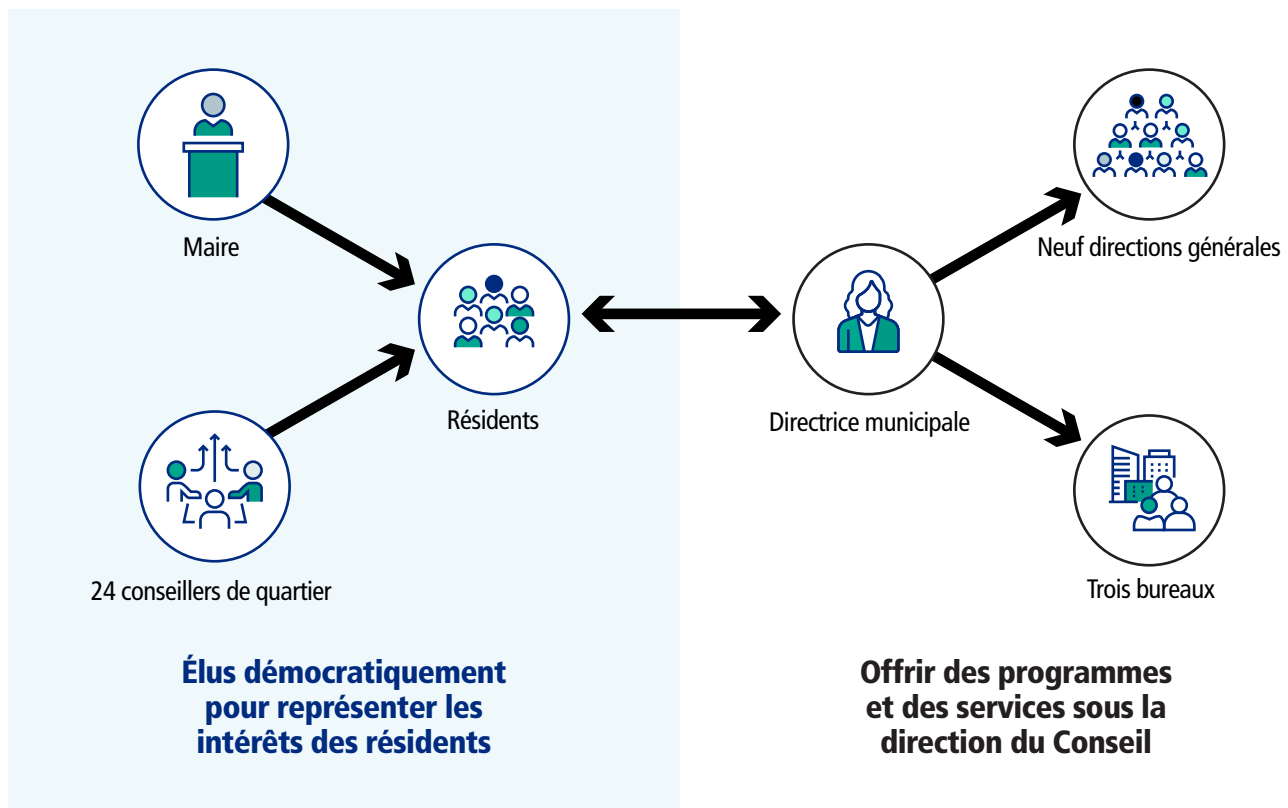 Maire
Résidents
24 conseillers de quartier
Élus démocratiquement
pour représenter les
intérêts des résidents
Neuf directions générales
Directrice municipale
Trois bureaux
Offrir des programmes
et des services sous la
direction du Conseil